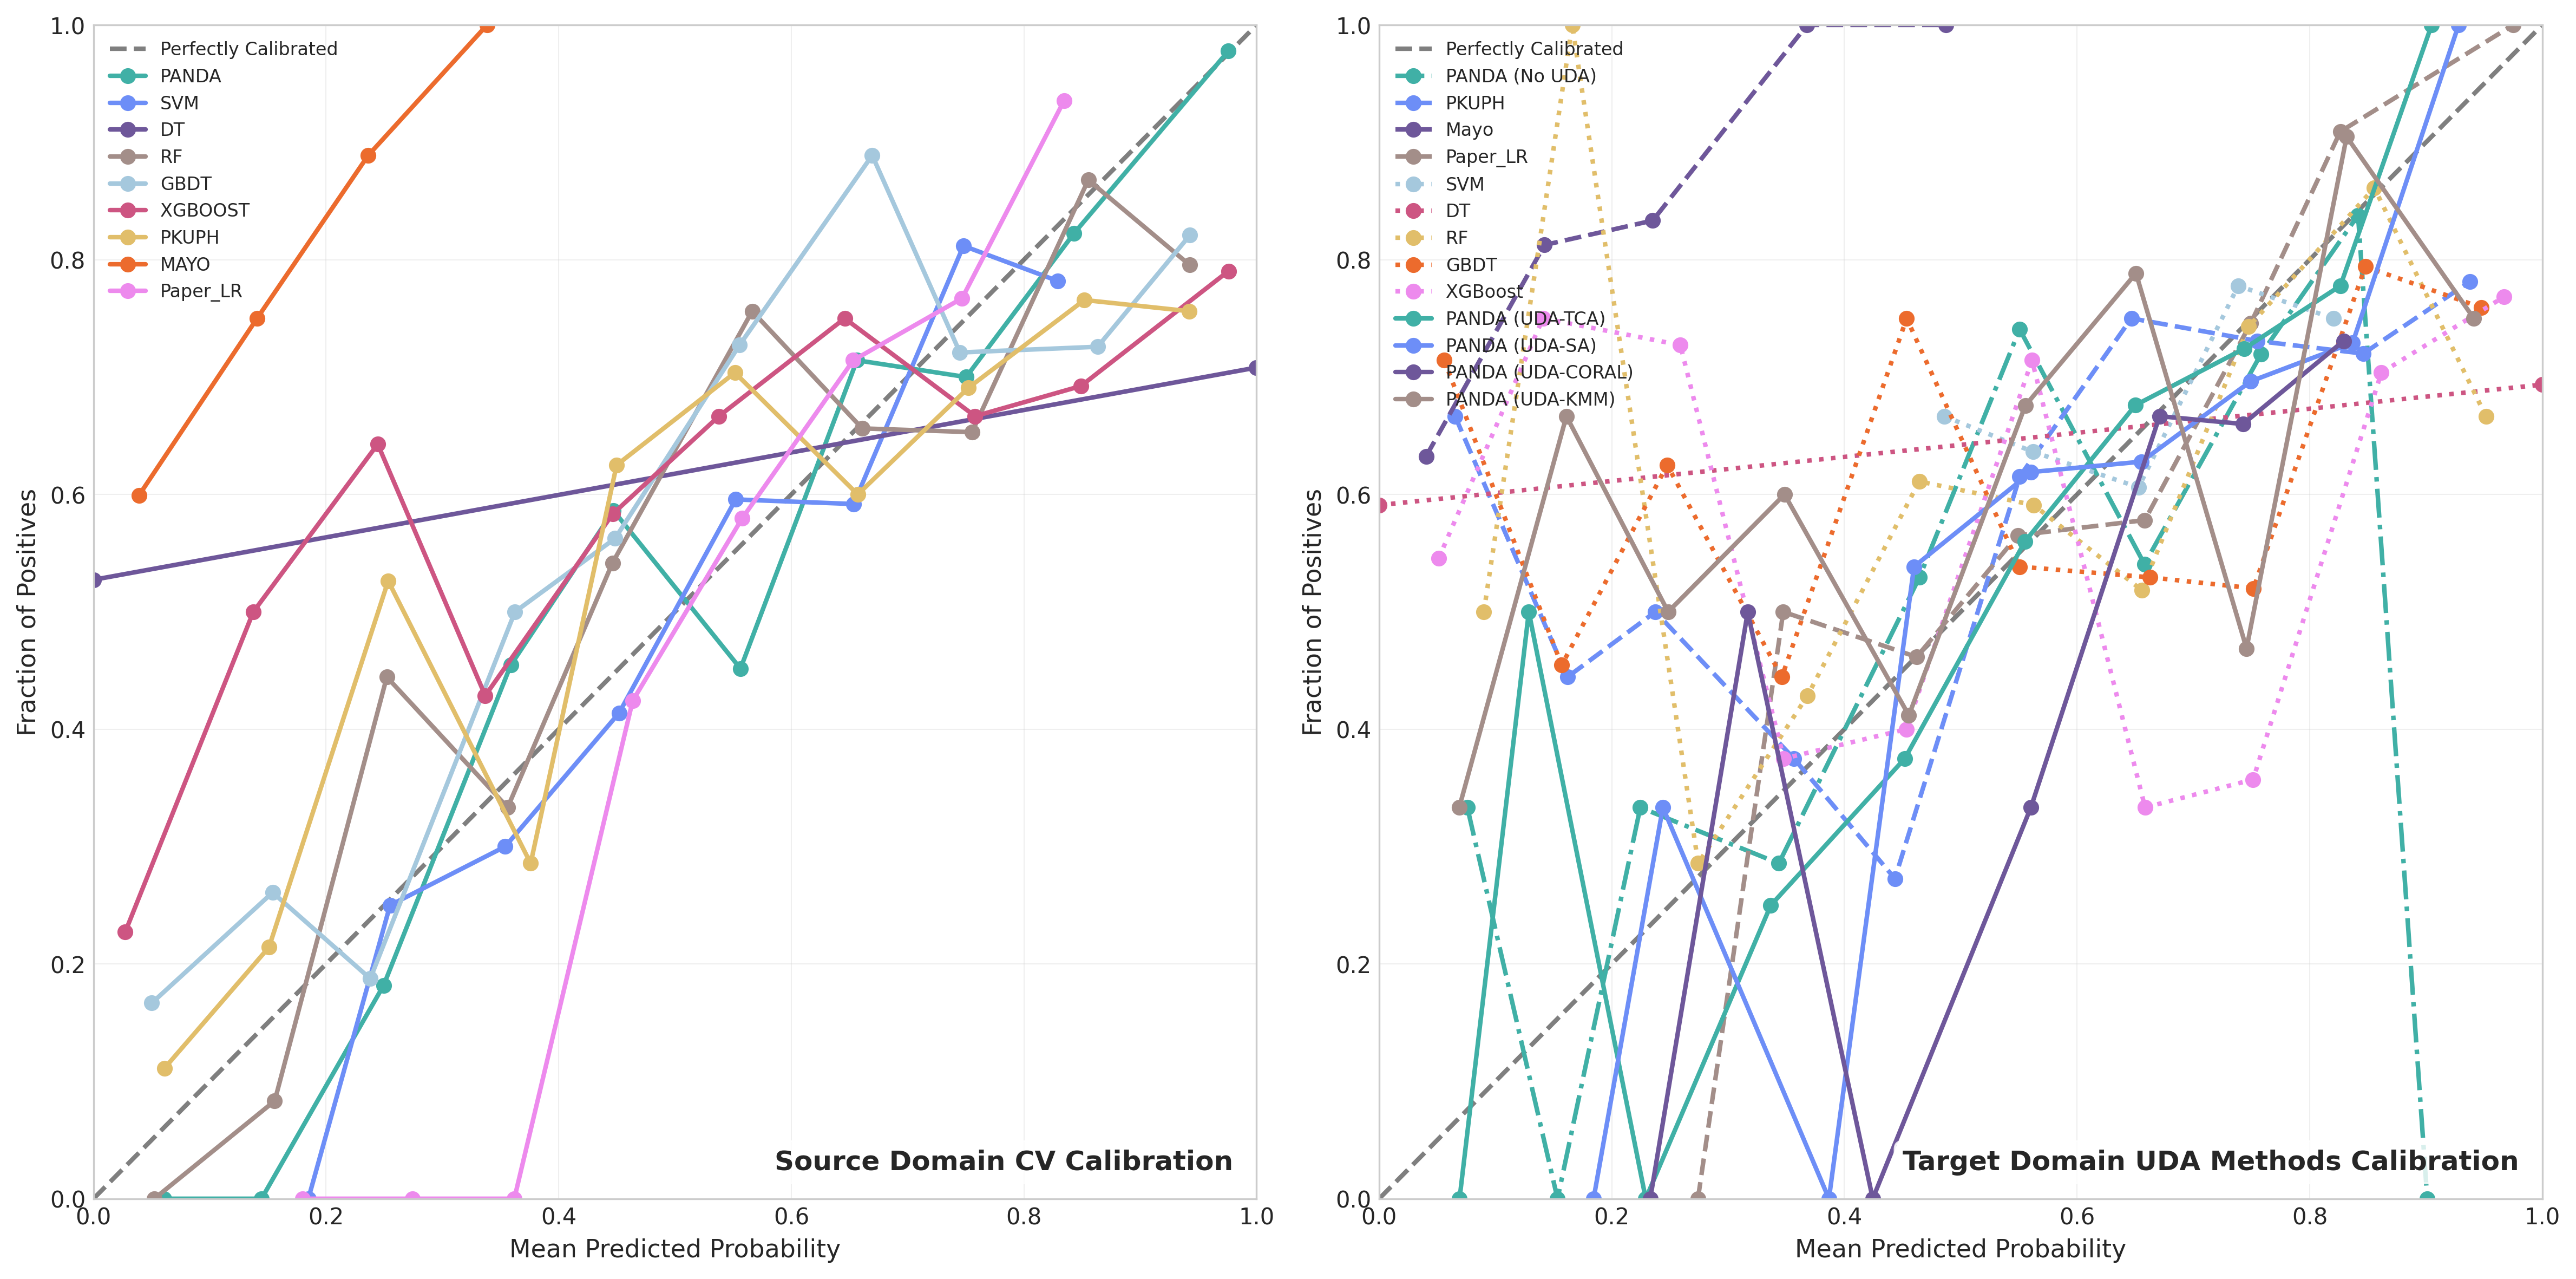 Perfectly Calibrated
PANDA
SVM
DT
RF
GBDT
XGBOOST
PKUPH
MAYO
Paper_LR
1.0
0.8
0.6
0.4
0.2
0.0
Fraction of Positives
Source Domain CV Calibration
0.0 0.2 0.4 0.6 0.8 1.0
Mean Predicted Probability
Perfectly Calibrated
PANDA (No UDA)
PKUPH
Mayo
Paper_LR
SVM
DT
RF
GBDT
XGBoost
PANDA (UDA-TCA)
PANDA (UDA-SA)
PANDA (UDA-CORAL)
PANDA (UDA-KMM)
1.0
0.8
0.6
0.4
0.2
0.0
Fraction of Positives
Target Domain UDA Methods Calibration
0.0 0.2 0.4 0.6 0.8 1.0
Mean Predicted Probability